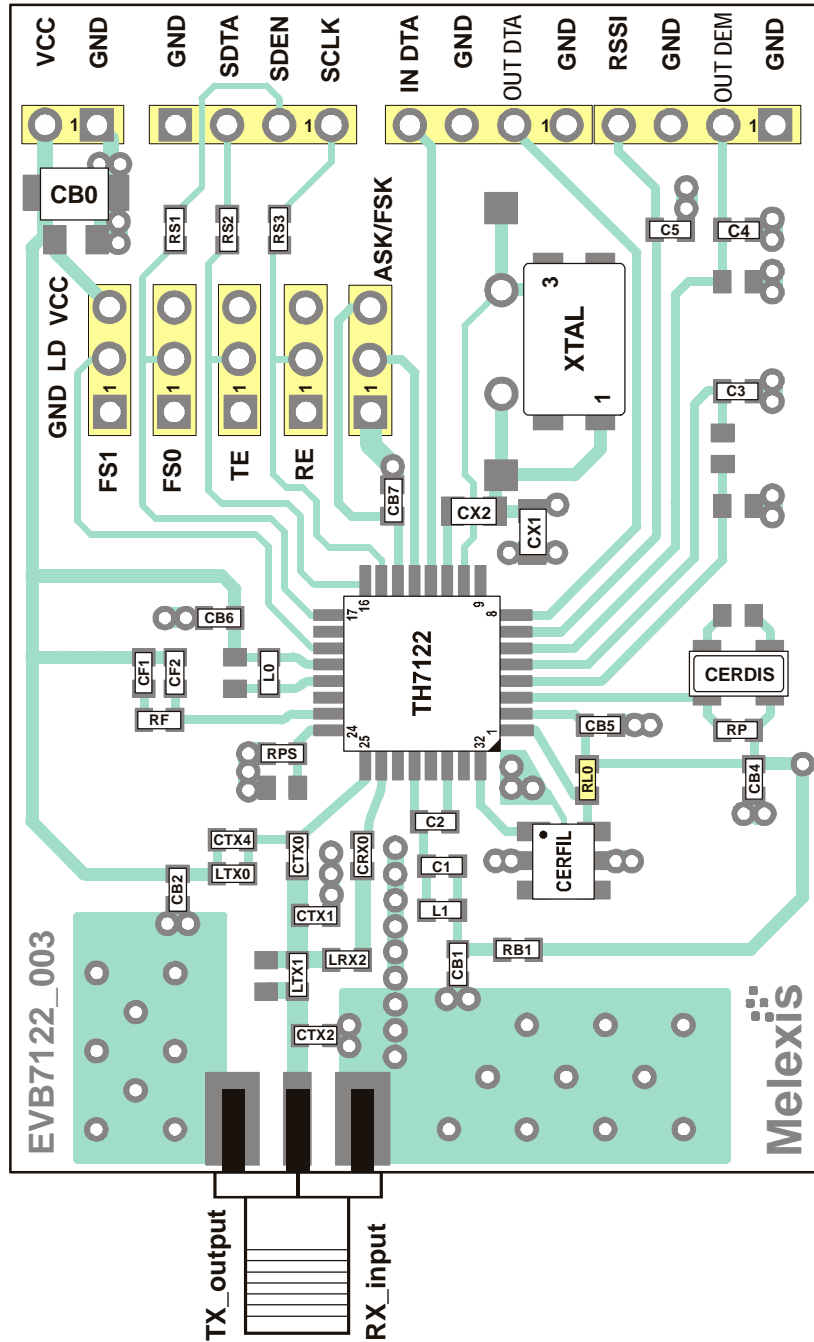 VCC
GND
GND
SDTA
SDEN
SCLK
IN DTA
GND
OUT DTA
GND
RSSI
GND
OUT DEM
GND
1
1
1
1
CB0
RS1
RS2
RS3
ASK/FSK
C5
C4
VCC
LD
GND
3
XTAL
1
1
1
1
1
1
C3
FS1
FS0
TE
RE
CB7
CX2
CX1
16
9
17
8
TH7122
24
25
32
1
CB6
CF1
CF2
L0
RF
RPS
CERDIS
CB5
RP
RL0
CB4
C2
CTX4
CTX0
CRX0
C1
CERFIL
LTX0
CB2
CTX1
L1
LRX2
LTX1
CB1
RB1
CTX2
EVB7122_003
Melexis
TX_output
RX_input